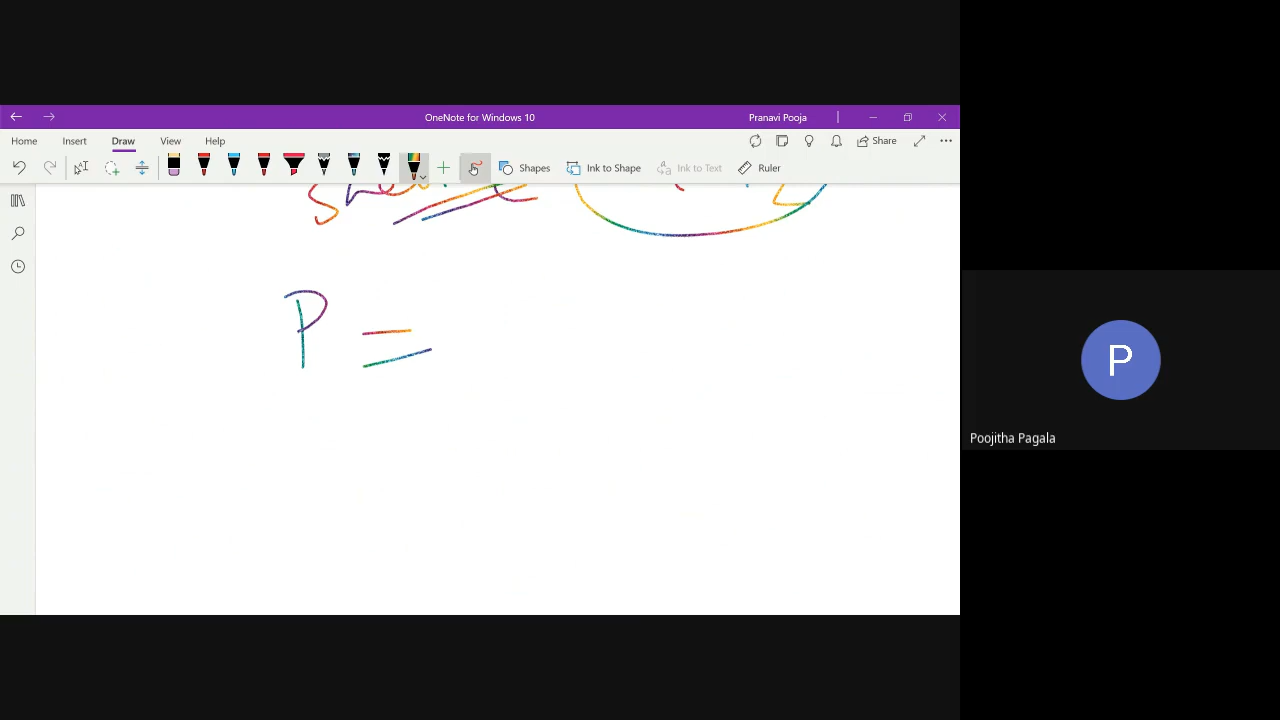 OneNote for Windows 10
Pranavi Pooja
Home Insert Draw View Help
Share
Shapes Ink to Shape Ink to Text Ruler
P =
P
Poojitha Pagala